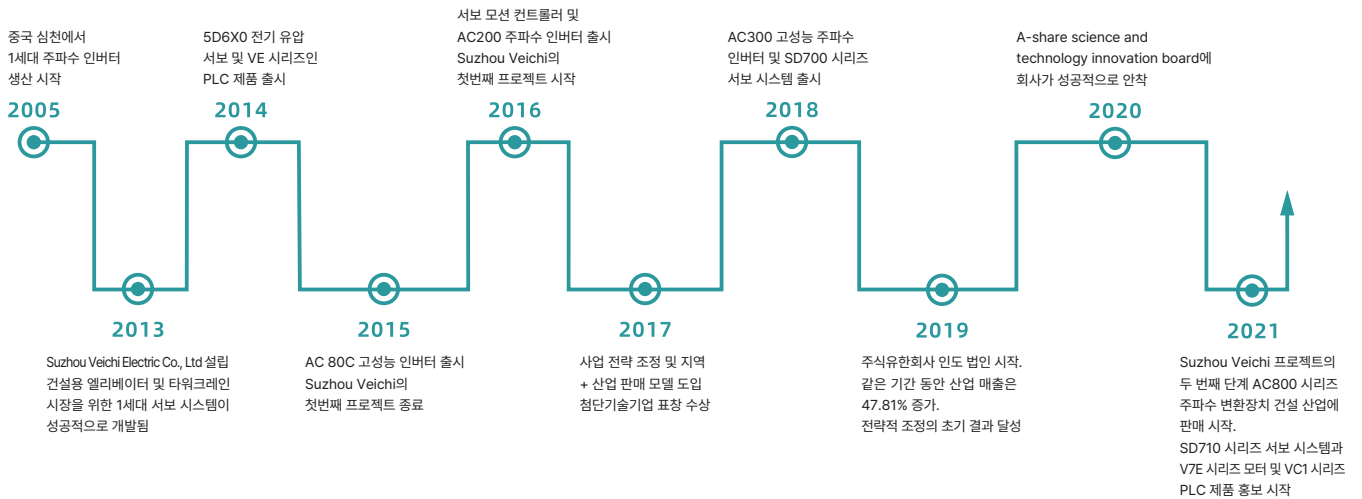 중국 심천에서
1세대 주파수 인버터
생산 시작
2005
Suzhou Veichi Electric Co., Ltd 설립
건설용 엘리베이터 및 타워크레인
시장을 위한 1세대 서보 시스템이
성공적으로 개발됨
2013
5D6X0 전기 유압
서보 및 VE 시리즈인
PLC 제품 출시
2014
AC 80C 고성능 인버터 출시
Suzhou Veichi의
첫번째 프로젝트 종료
2015
서보 모션 컨트롤러 및
AC200 주파수 인버터 출시
Suzhou Veichi의
첫번째 프로젝트 시작
2016
사업 전략 조정 및 지역
+ 산업 판매 모델 도입
첨단기술기업 표창 수상
2017
AC300 고성능 주파수
인버터 및 SD700 시리즈
서보 시스템 출시
2018
주식유한회사 인도 법인 시작.
같은 기간 동안 산업 매출은
47.81% 증가.
전략적 조정의 초기 결과 달성
2019
A-share science and
technology innovation board에
회사가 성공적으로 안착
2020
2021
Suzhou Veichi 프로젝트의
두 번째 단계 AC800 시리즈
주파수 변환장치 건설 산업에
판매 시작.
SD710 시리즈 서보 시스템과
V7E 시리즈 모터 및 VC1 시리즈
PLC 제품 홍보 시작